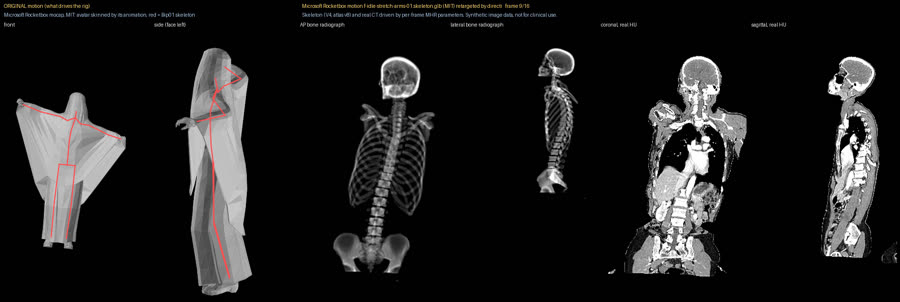 ORIGINAL motion (what drives the rig)
Microsoft Rocketbox mocap, MIT avatar skinned by its animation, red = Bip01 skeleton
front
side (face left)
Microsoft Rocketbox motion f idle stretch-arms-01 skeleton.glb (MIT) retargeted by directi frame 9/16
Skeleton (V4, atlas v8) and real CT driven by per-frame MHR parameters. Synthetic image data, not for clinical use.
AP bone radiograph
lateral bone radiograph
coronal, real HU
sagittal, real HU